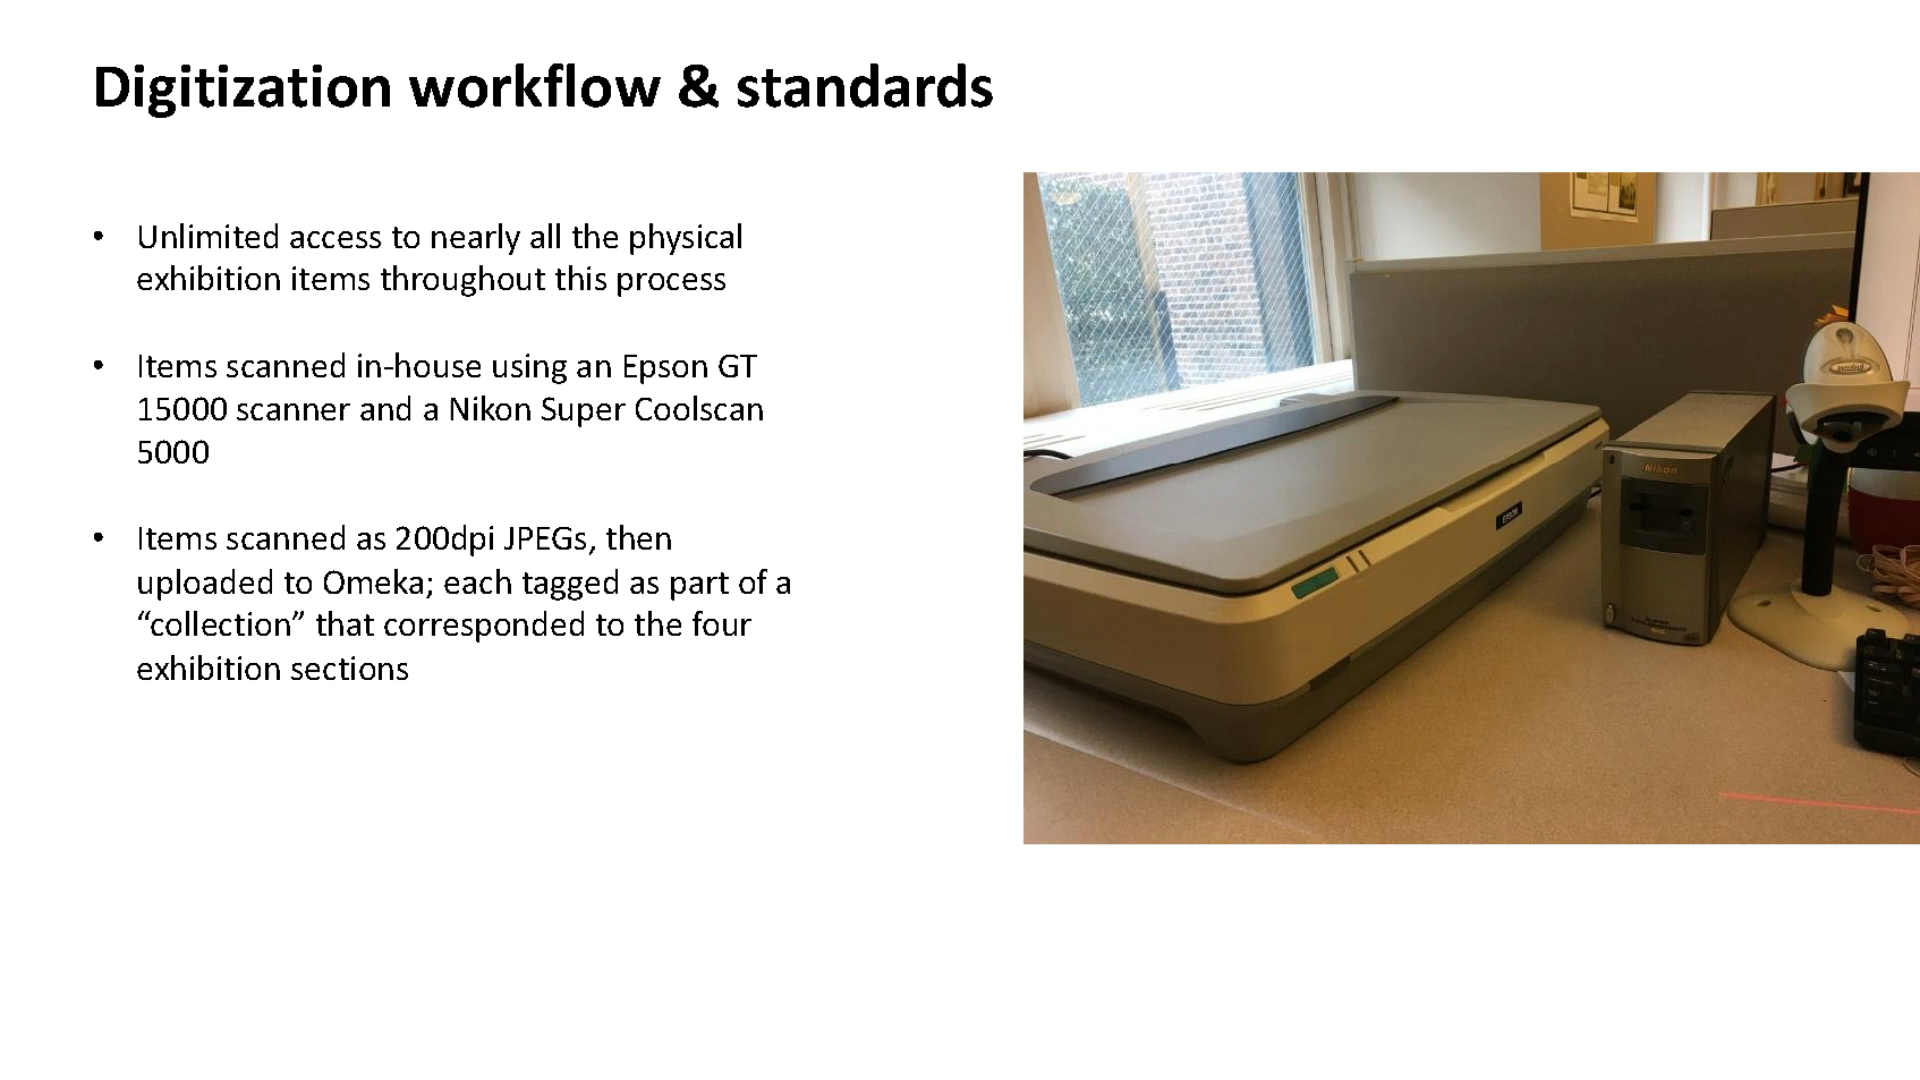 Digitization workflow & standards
• Unlimited access to nearly all the physical
exhibition items throughout this process
• Items scanned in-house using an Epson GT
15000 scanner and a Nikon Super Coolscan
5000
• Items scanned as 200dpi JPEGs, then
uploaded to Omeka; each tagged as part of a
“collection” that corresponded to the four
exhibition sections
EPSON
Nikon
symbol